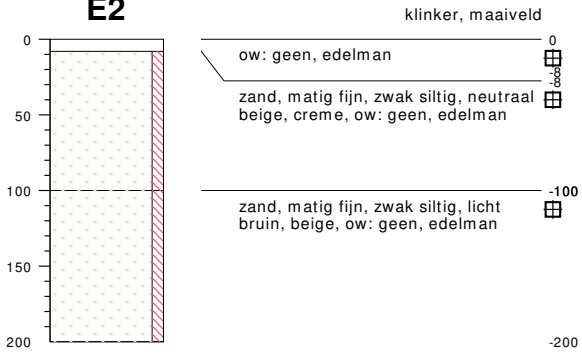 E2
klinker, maaiveld
0
0
ow: geen, edelman
-8
-8
zand, matig fijn, zwak siltig, neutraal
beige, creme, ow: geen, edelman
50
100
-100
zand, matig fijn, zwak siltig, licht
bruin, beige, ow: geen, edelman
150
200
-200